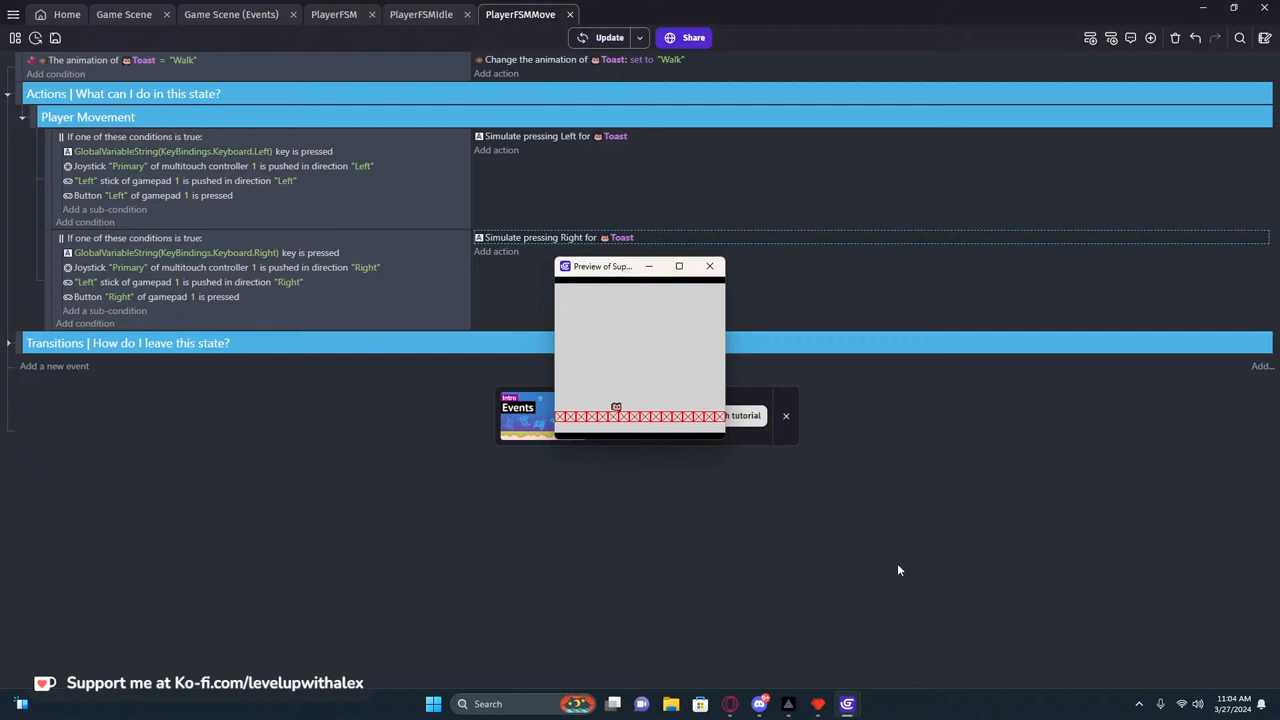 Home
Game Scene
Game Scene (Events)
PlayerFSM
PlayerFSMIdle
PlayerFSMMove
Update
Share
The animation of Toast = "Walk"
Change the animation of Toast: set to "Walk"
Add condition
Add action
Actions | What can I do in this state?
Player Movement
If one of these conditions is true:
Simulate pressing Left for Toast
GlobalVariableString(KeyBindings.Keyboard.Left) key is pressed
Add action
Joystick "Primary" of multitouch controller 1 is pushed in direction "Left"
"Left" stick of gamepad 1 is pushed in direction "Left"
Button "Left" of gamepad 1 is pressed
Add a sub-condition
Add condition
If one of these conditions is true:
Simulate pressing Right for Toast
GlobalVariableString(KeyBindings.Keyboard.Right) key is pressed
Add action
Joystick "Primary" of multitouch controller 1 is pushed in direction "Right"
"Left" stick of gamepad 1 is pushed in direction "Right"
Button "Right" of gamepad 1 is pressed
Add a sub-condition
Add condition
Preview of Sup...
Transitions | How do I leave this state?
Add a new event
Add...
Intro
Events
h tutorial
Support me at Ko-fi.com/levelupwithalex
Search
9+
11:04 AM
3/27/2024